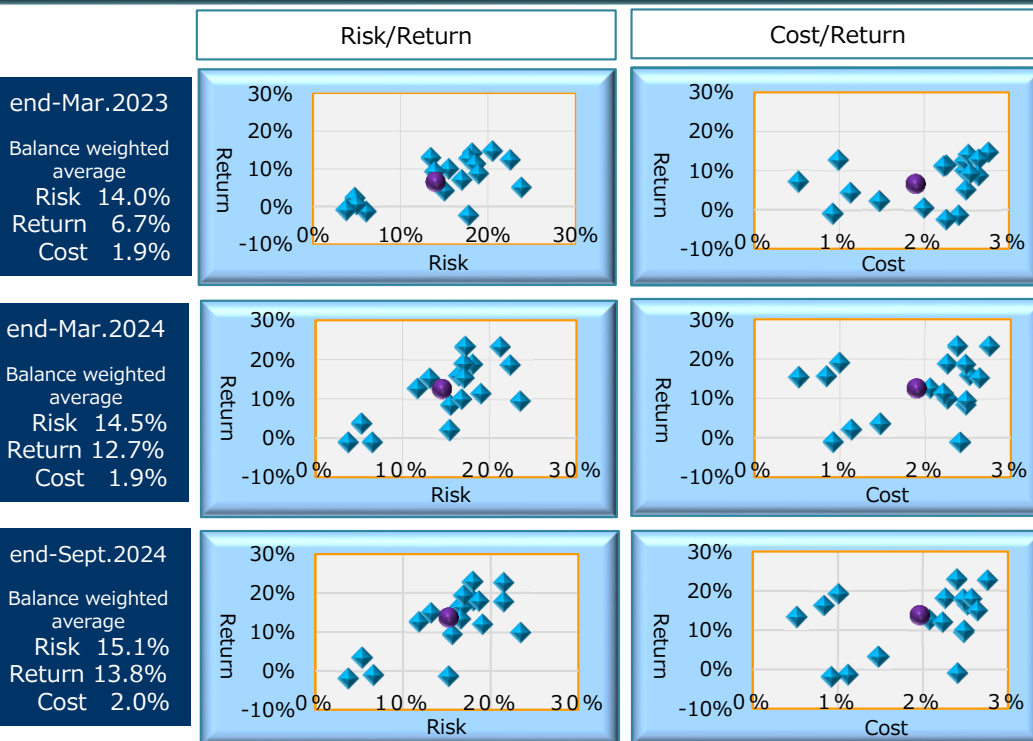 Risk/Return
Cost/Return
end-Mar.2023
Balance weighted
average
Risk 14.0%
Return 6.7%
Cost 1.9%
30%
20%
10%
0%
-10%
0%
10%
20%
30%
Return
Risk
30%
20%
10%
0%
-10%
0%
1%
2%
3%
Return
Cost
end-Mar.2024
Balance weighted
average
Risk 14.5%
Return 12.7%
Cost 1.9%
30%
20%
10%
0%
-10%
0%
10%
20%
30%
Return
Risk
30%
20%
10%
0%
-10%
0%
1%
2%
3%
Return
Cost
end-Sept.2024
Balance weighted
average
Risk 15.1%
Return 13.8%
Cost 2.0%
30%
20%
10%
0%
-10%
0%
10%
20%
30%
Return
Risk
30%
20%
10%
0%
-10%
0%
1%
2%
3%
Return
Cost